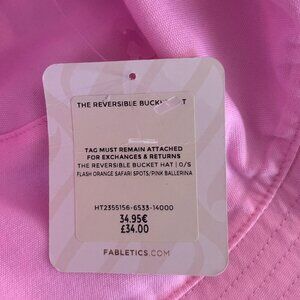 THE REVERSIBLE BUCKET
TAG MUST REMAIN ATTACHED
FOR EXCHANGES & RETURNS
THE REVERSIBLE BUCKET HAT | O/S
FLASH ORANGE SAFARI SPOTS/PINK BALLERINA
HT2355156-6533-14000
34.95€
£34.00
FABLETICS.COM